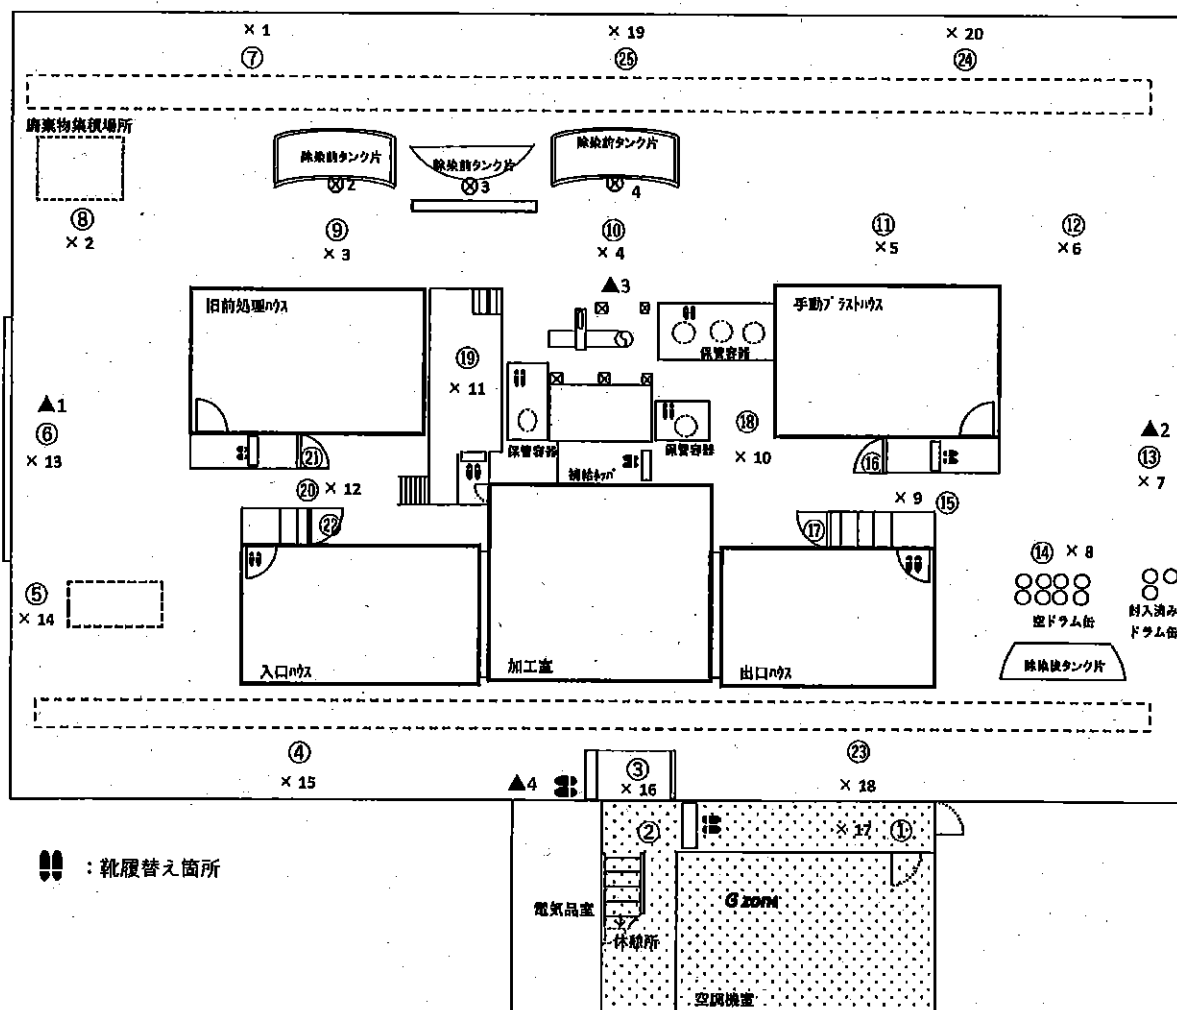 × 1
× 19
× 20
⑦
㉕
㉔
廃棄物集積場所
除染前タンク片
除染前タンク片
除染前タンク片
2
3
4
⑧
× 2
⑨
× 3
⑩
× 4
⑪
×5
⑫
×6
▲3
旧前処理ハウス
手動ブラストハウス
保管容器
⑲
× 11
▲1
⑥
× 13
⑱
× 10
▲2
⑬
× 7
保管容器
保管容器
補給ホッパ
㉑
⑯
⑳ × 12
× 9 ⑮
㉒
⑰
⑭ × 8
⑤
× 14
空ドラム缶
封入済み
ドラム缶
除染後タンク片
入口ハウス
加工室
出口ハウス
④
× 15
▲4
③
× 16
㉓
× 18
②
× 17 ①
:靴履替え箇所
電気品室
休憩所
G zone
空調機室